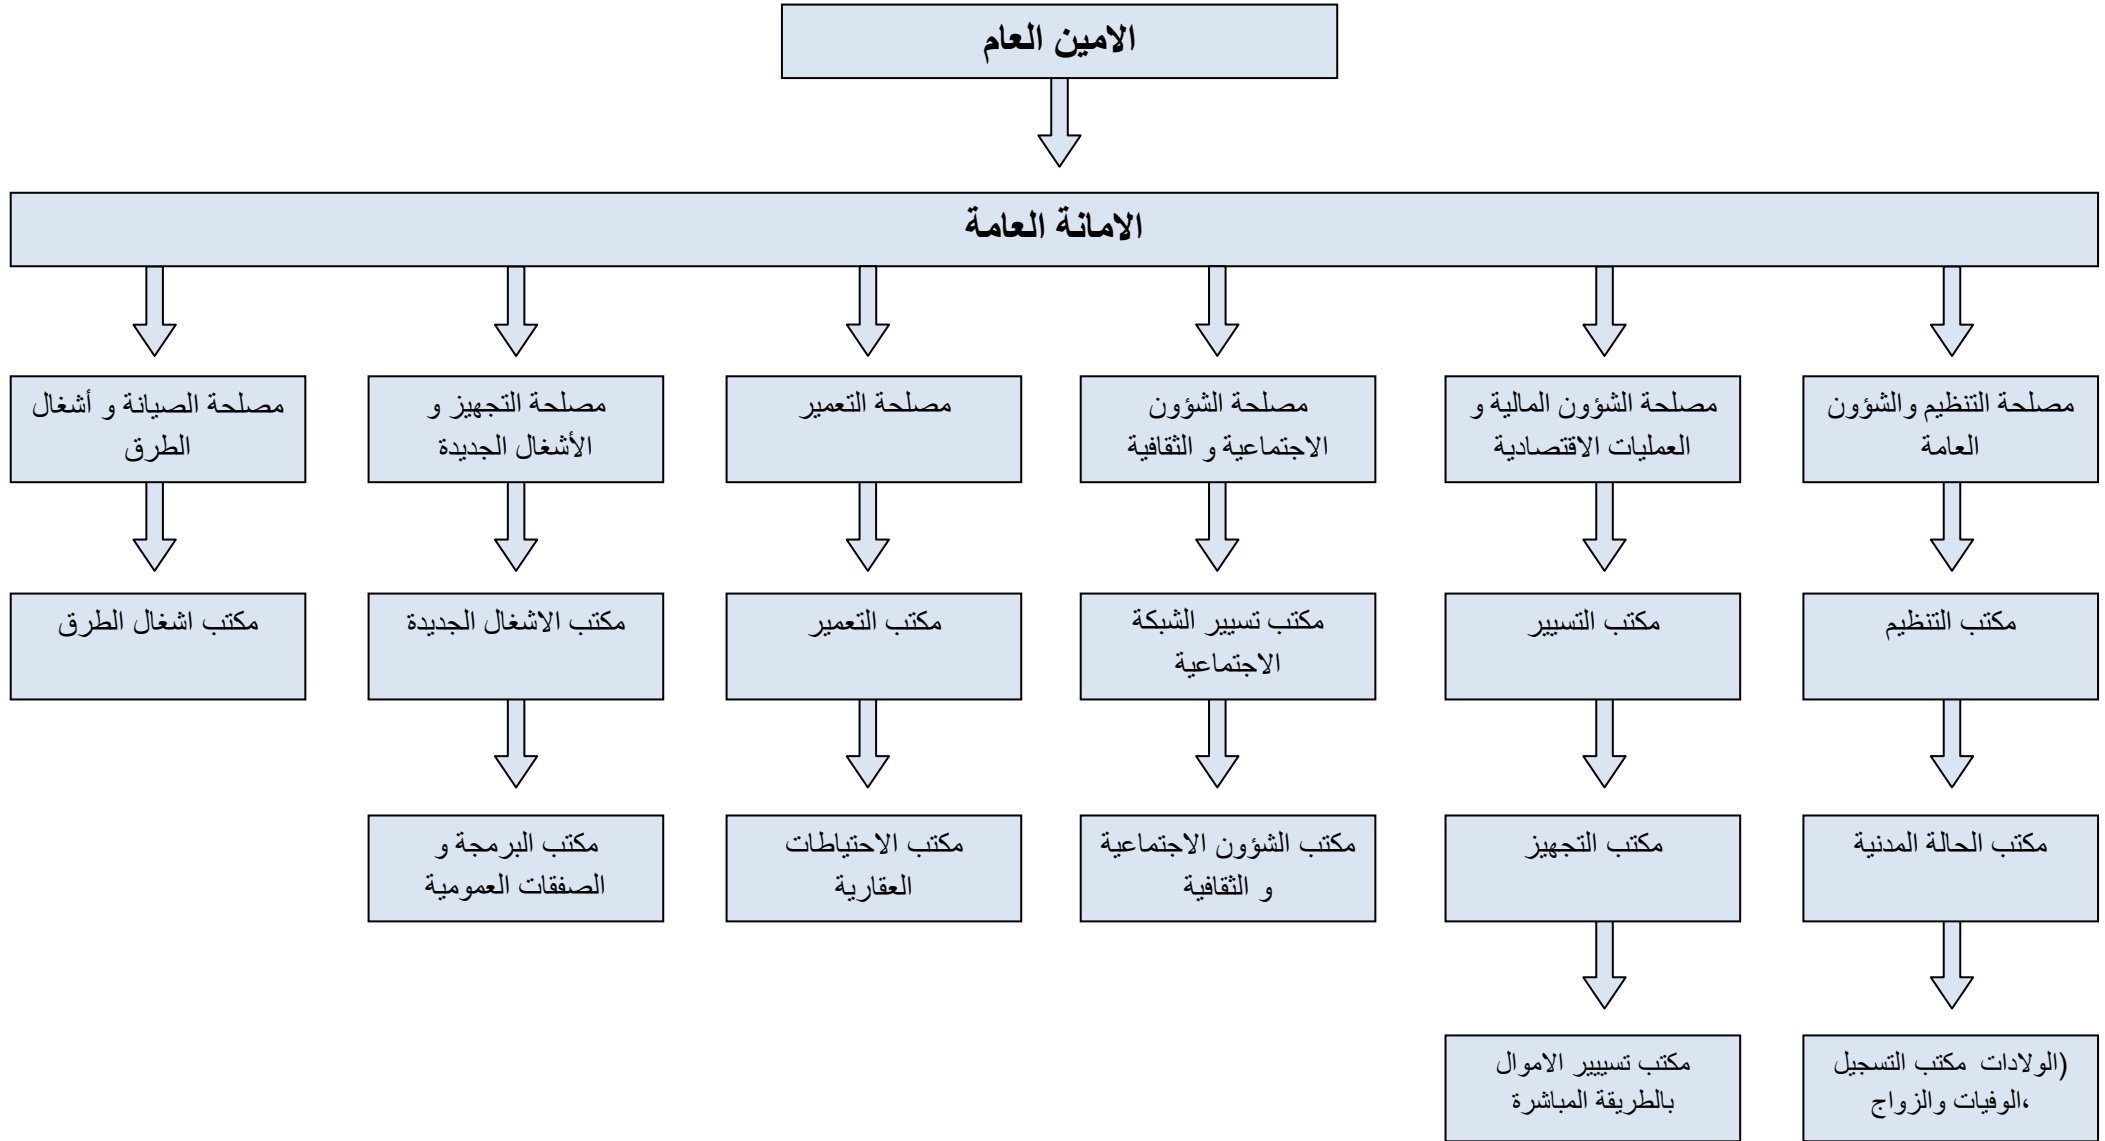 الامين العام
الامانة العامة
مصلحة التنظيم والشؤون
العامة
مصلحة الشؤون المالية و
العمليات الاقتصادية
مصلحة الشؤون
الاجتماعية و الثقافية
مصلحة التعمير
مصلحة التجهيز و
الأشغال الجديدة
مصلحة الصيانة و أشغال
الطرق
مكتب التنظيم
مكتب التسيير
مكتب تسيير الشبكة
الاجتماعية
مكتب التعمير
مكتب الاشغال الجديدة
مكتب اشغال الطرق
مكتب الحالة المدنية
مكتب التجهيز
مكتب الشؤون الاجتماعية
و الثقافية
مكتب الاحتياطات
العقارية
مكتب البرمجة و
الصفقات العمومية
(الولادات مكتب التسجيل
،الوفيات والزواج
مكتب تسييير الاموال
بالطريقة المباشرة